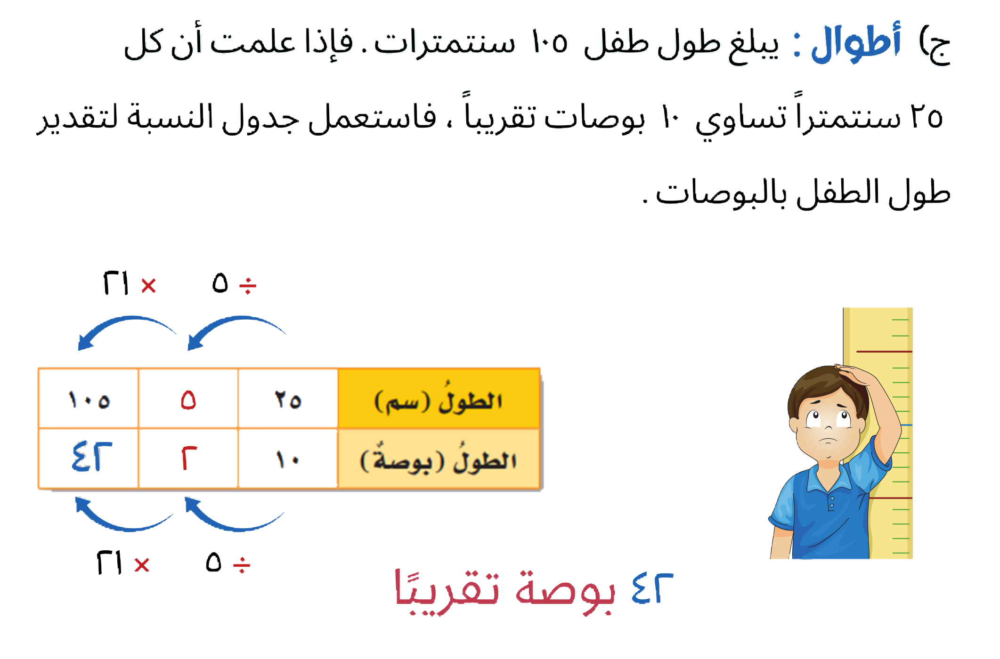 ج) أطوال : يبلغ طول طفل ١٠٥ سنتمترات . فإذا علمت أن كل
٢٥ سنتمتراً تساوي ١٠ بوصات تقريباً ، فاستعمل جدول النسبة لتقدير
طول الطفل بالبوصات .
÷ ٥ × ٢١
الطولُ (سم) ٢٥ ٥ ١٠٥
الطولُ (بوصةٌ) ١٠ ٢ ٤٢
÷ ٥ × ٢١
٤٢ بوصة تقريبًا